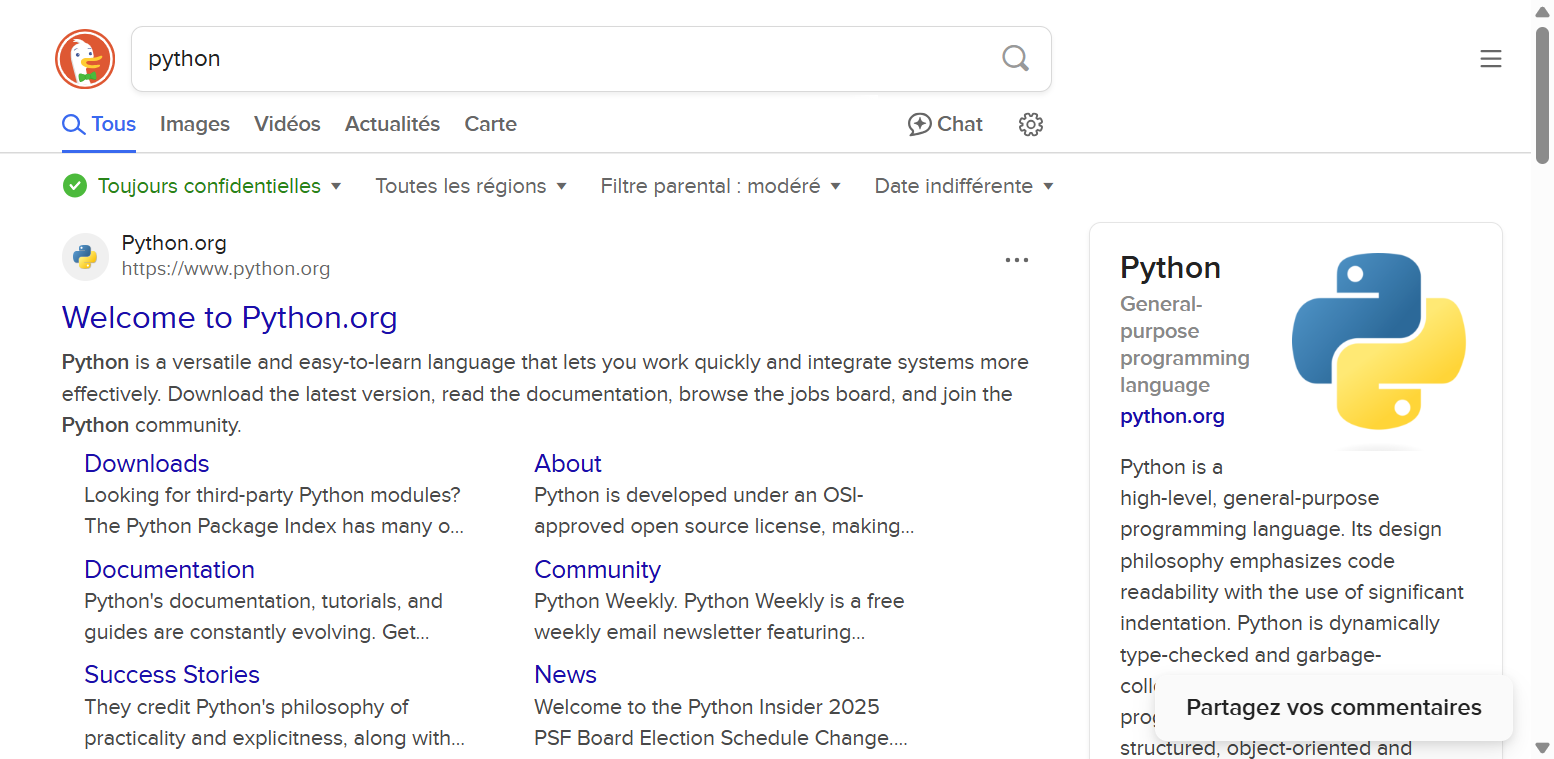 python
Tous Images Vidéos Actualités Carte Chat
Toujours confidentielles Toutes les régions Filtre parental : modéré Date indifférente
Python.org
https://www.python.org
Welcome to Python.org
Python is a versatile and easy-to-learn language that lets you work quickly and integrate systems more
effectively. Download the latest version, read the documentation, browse the jobs board, and join the
Python community.
Downloads
Looking for third-party Python modules?
The Python Package Index has many o...
About
Python is developed under an OSI-
approved open source license, making...
Documentation
Python's documentation, tutorials, and
guides are constantly evolving. Get...
Community
Python Weekly. Python Weekly is a free
weekly email newsletter featuring...
Success Stories
They credit Python's philosophy of
practicality and explicitness, along with...
News
Welcome to the Python Insider 2025
PSF Board Election Schedule Change....
Python
General-
purpose
programming
language
python.org
Python is a
high-level, general-purpose
programming language. Its design
philosophy emphasizes code
readability with the use of significant
indentation. Python is dynamically
type-checked and garbage-
structured, object-oriented and
Partagez vos commentaires